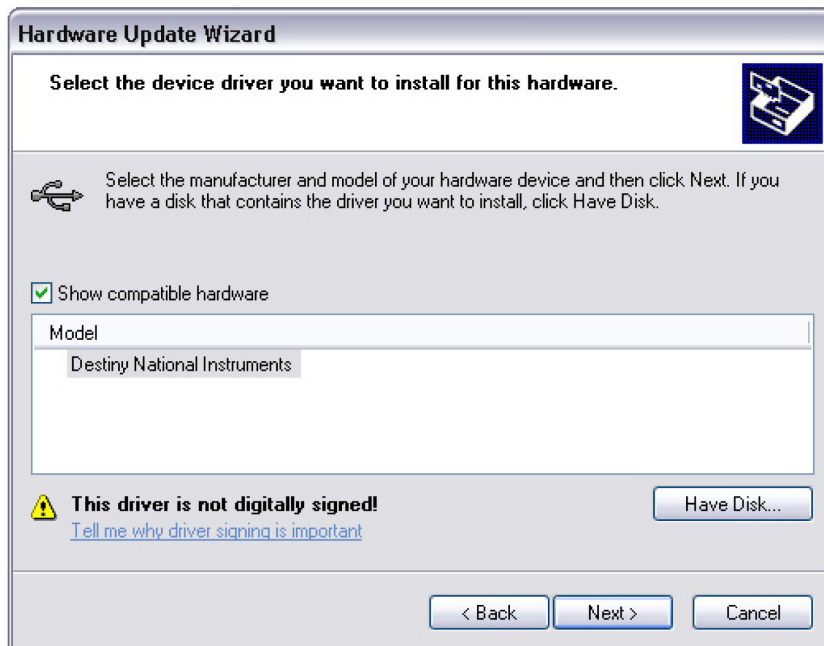 Hardware Update Wizard
Select the device driver you want to install for this hardware.
Select the manufacturer and model of your hardware device and then click Next. If you
have a disk that contains the driver you want to install, click Have Disk.
Show compatible hardware
Model
Destiny National Instruments
This driver is not digitally signed!
Have Disk...
Tell me why driver signing is important
< Back
Next >
Cancel